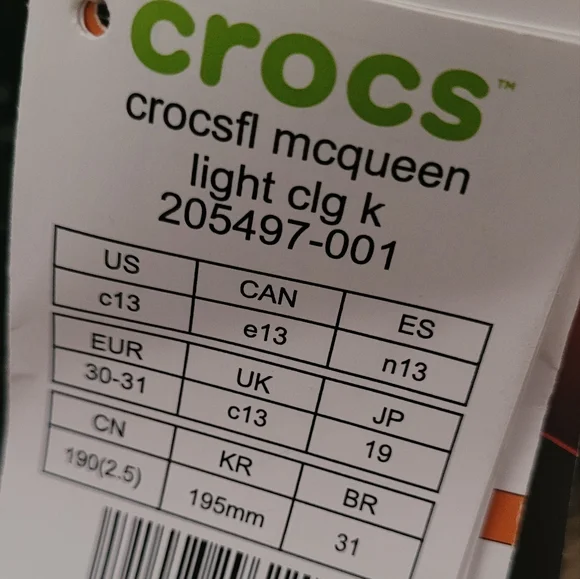 crocs™
crocsfl mcqueen
light clg k
205497-001
US CAN ES
c13 e13 n13
EUR UK JP
30-31 c13 19
CN KR BR
190(2.5) 195mm 31